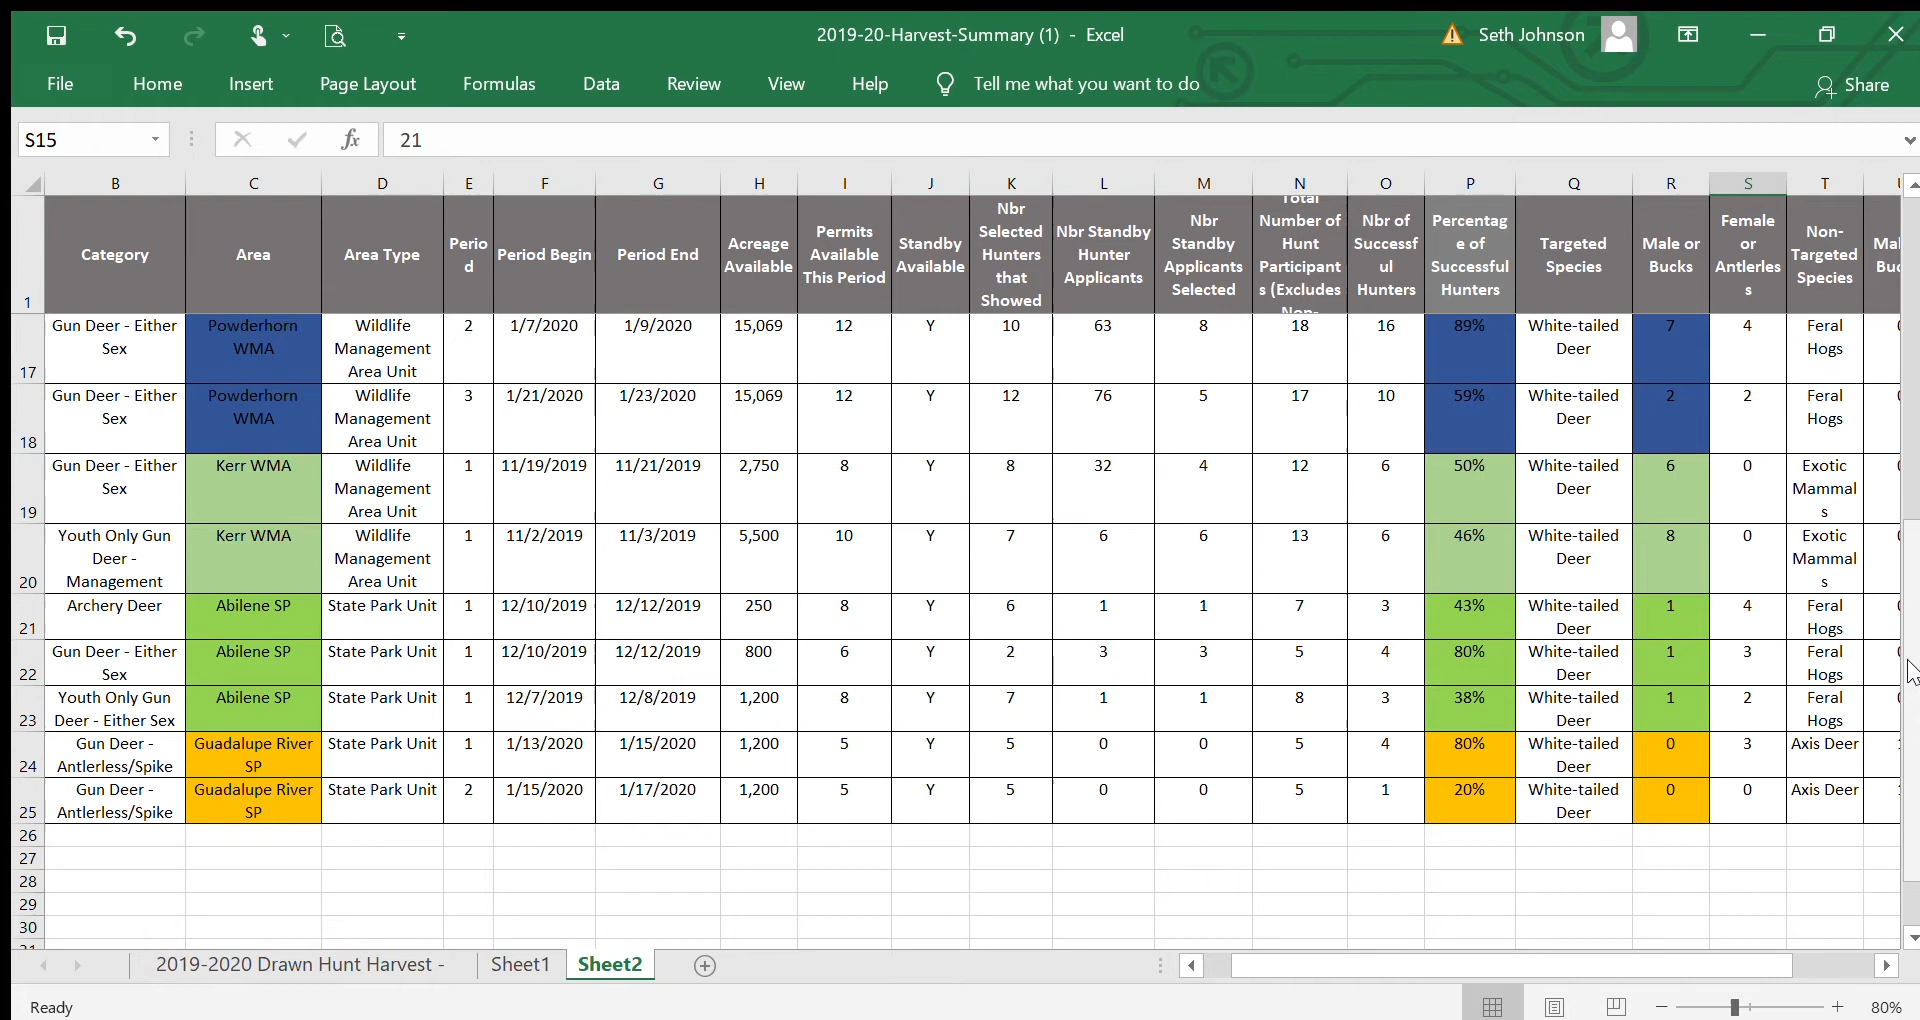 2019-20-Harvest-Summary (1) - Excel
Seth Johnson
File Home Insert Page Layout Formulas Data Review View Help Tell me what you want to do Share
S15 fx 21
B C D E F G H I J K L M N O P Q R S T
1
Category
Area
Area Type
Perio
d
Period Begin
Period End
Acreage
Available
Permits
Available
This Period
Standby
Available
Nbr
Selected
Hunters
that
Showed
Nbr Standby
Hunter
Applicants
Nbr
Standby
Applicants
Selected
Total
Number of
Hunt
Participant
s (Excludes
Non-
Nbr of
Successf
ul
Hunters
Percentag
e of
Successful
Hunters
Targeted
Species
Male or
Bucks
Female
or
Antlerles
s
Non-
Targeted
Species
Mal
Buc
Gun Deer - Either Powderhorn Wildlife 2 1/7/2020 1/9/2020 15,069 12 Y 10 63 8 18 16 89% White-tailed 7 4 Feral
Sex WMA Management Deer Hogs
17 Area Unit
Gun Deer - Either Powderhorn Wildlife 3 1/21/2020 1/23/2020 15,069 12 Y 12 76 5 17 10 59% White-tailed 2 2 Feral
Sex WMA Management Deer Hogs
18 Area Unit
Gun Deer - Either Kerr WMA Wildlife 1 11/19/2019 11/21/2019 2,750 8 Y 8 32 4 12 6 50% White-tailed 6 0 Exotic
Sex Management Deer Mammal
19 Area Unit s
Youth Only Gun Kerr WMA Wildlife 1 11/2/2019 11/3/2019 5,500 10 Y 7 6 6 13 6 46% White-tailed 8 0 Exotic
Deer - Management Deer Mammal
20 Management Area Unit s
Archery Deer Abilene SP State Park Unit 1 12/10/2019 12/12/2019 250 8 Y 6 1 1 7 3 43% White-tailed 1 4 Feral
21 Deer Hogs
Gun Deer - Either Abilene SP State Park Unit 1 12/10/2019 12/12/2019 800 6 Y 2 3 3 5 4 80% White-tailed 1 3 Feral
22 Sex Deer Hogs
Youth Only Gun Abilene SP State Park Unit 1 12/7/2019 12/8/2019 1,200 8 Y 7 1 1 8 3 38% White-tailed 1 2 Feral
23 Deer - Either Sex Deer Hogs
Gun Deer - Guadalupe River State Park Unit 1 1/13/2020 1/15/2020 1,200 5 Y 5 0 0 5 4 80% White-tailed 0 3 Axis Deer
24 Antlerless/Spike SP Deer
Gun Deer - Guadalupe River State Park Unit 2 1/15/2020 1/17/2020 1,200 5 Y 5 0 0 5 1 20% White-tailed 0 0 Axis Deer
25 Antlerless/Spike SP Deer
26
27
28
29
30
2019-2020 Drawn Hunt Harvest - Sheet1 Sheet2
Ready 80%